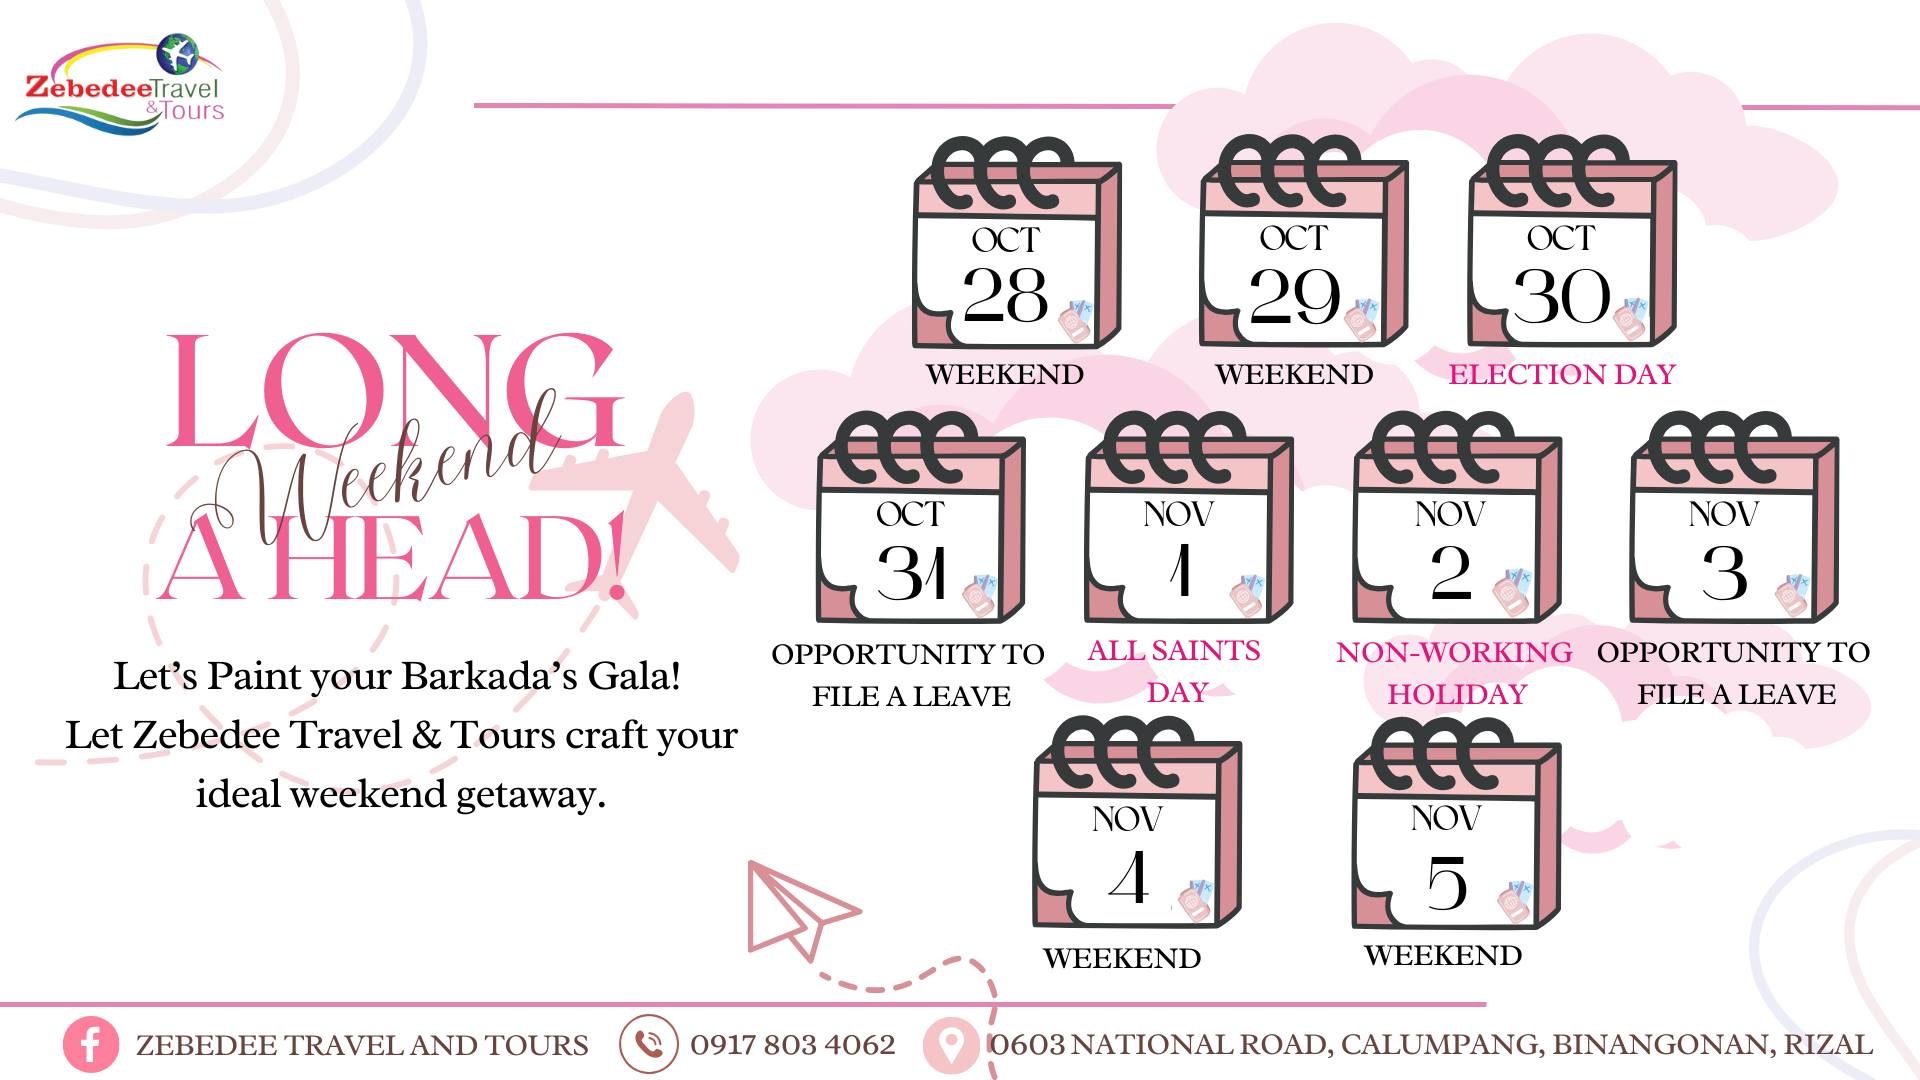 ZebedeeTravel
&Tours
LONG
Weekend
AHEAD!
Let's Paint your Barkada's Gala!
Let Zebedee Travel & Tours craft your
ideal weekend getaway.
OCT
28
WEEKEND
OCT
29
WEEKEND
OCT
30
ELECTION DAY
OCT
31
OPPORTUNITY TO
FILE A LEAVE
NOV
1
ALL SAINTS
DAY
NOV
2
NON-WORKING
HOLIDAY
NOV
3
OPPORTUNITY TO
FILE A LEAVE
NOV
4
WEEKEND
NOV
5
WEEKEND
ZEBEDEE TRAVEL AND TOURS
0917 803 4062
0603 NATIONAL ROAD, CALUMPANG, BINANGONAN, RIZAL